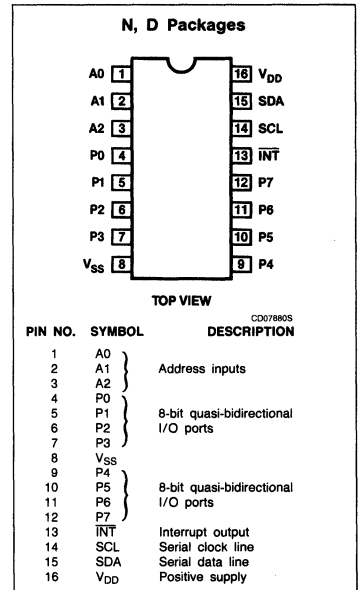 N, D Packages
A0 1 16 VDD
A1 2 15 SDA
A2 3 14 SCL
P0 4 13 INT
P1 5 12 P7
P2 6 11 P6
P3 7 10 P5
VSS 8 9 P4
TOP VIEW
CD07880S
PIN NO. SYMBOL DESCRIPTION
1 A0
2 A1 Address inputs
3 A2
4 P0
5 P1 8-bit quasi-bidirectional
6 P2 I/O ports
7 P3
8 VSS
9 P4
10 P5 8-bit quasi-bidirectional
11 P6 I/O ports
12 P7
13 INT Interrupt output
14 SCL Serial clock line
15 SDA Serial data line
16 VDD Positive supply